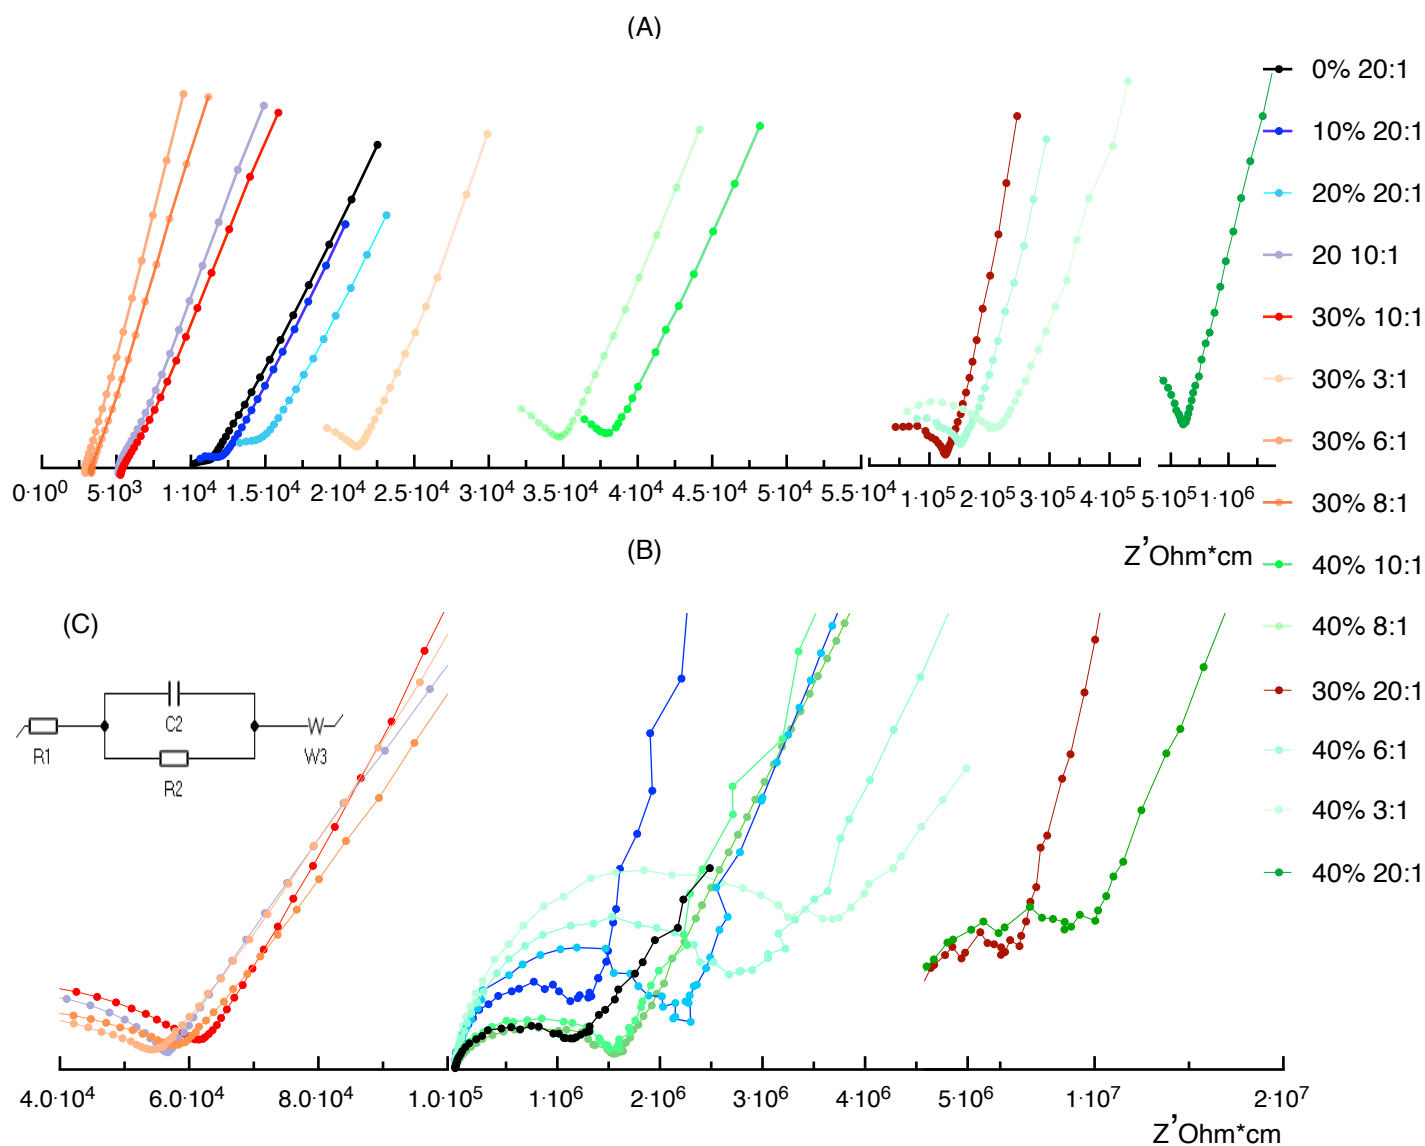 (A)
0% 20:1
10% 20:1
20% 20:1
20 10:1
30% 10:1
30% 3:1
30% 6:1
30% 8:1
40% 10:1
40% 8:1
30% 20:1
40% 6:1
40% 3:1
40% 20:1
0·10⁰ 5·10³ 1·10⁴ 1.5·10⁴ 2·10⁴ 2.5·10⁴ 3·10⁴ 3.5·10⁴ 4·10⁴ 4.5·10⁴ 5·10⁴ 5.5·10⁴ 1·10⁵ 2·10⁵ 3·10⁵ 4·10⁵ 5·10⁵ 1·10⁶
Z’Ohm*cm
(B)
(C)
C2
R1
R2
W3
4.0·10⁴ 6.0·10⁴ 8.0·10⁴ 1.0·10⁵ 1·10⁶ 2·10⁶ 3·10⁶ 4·10⁶ 5·10⁶ 1·10⁷ 2·10⁷
Z’Ohm*cm